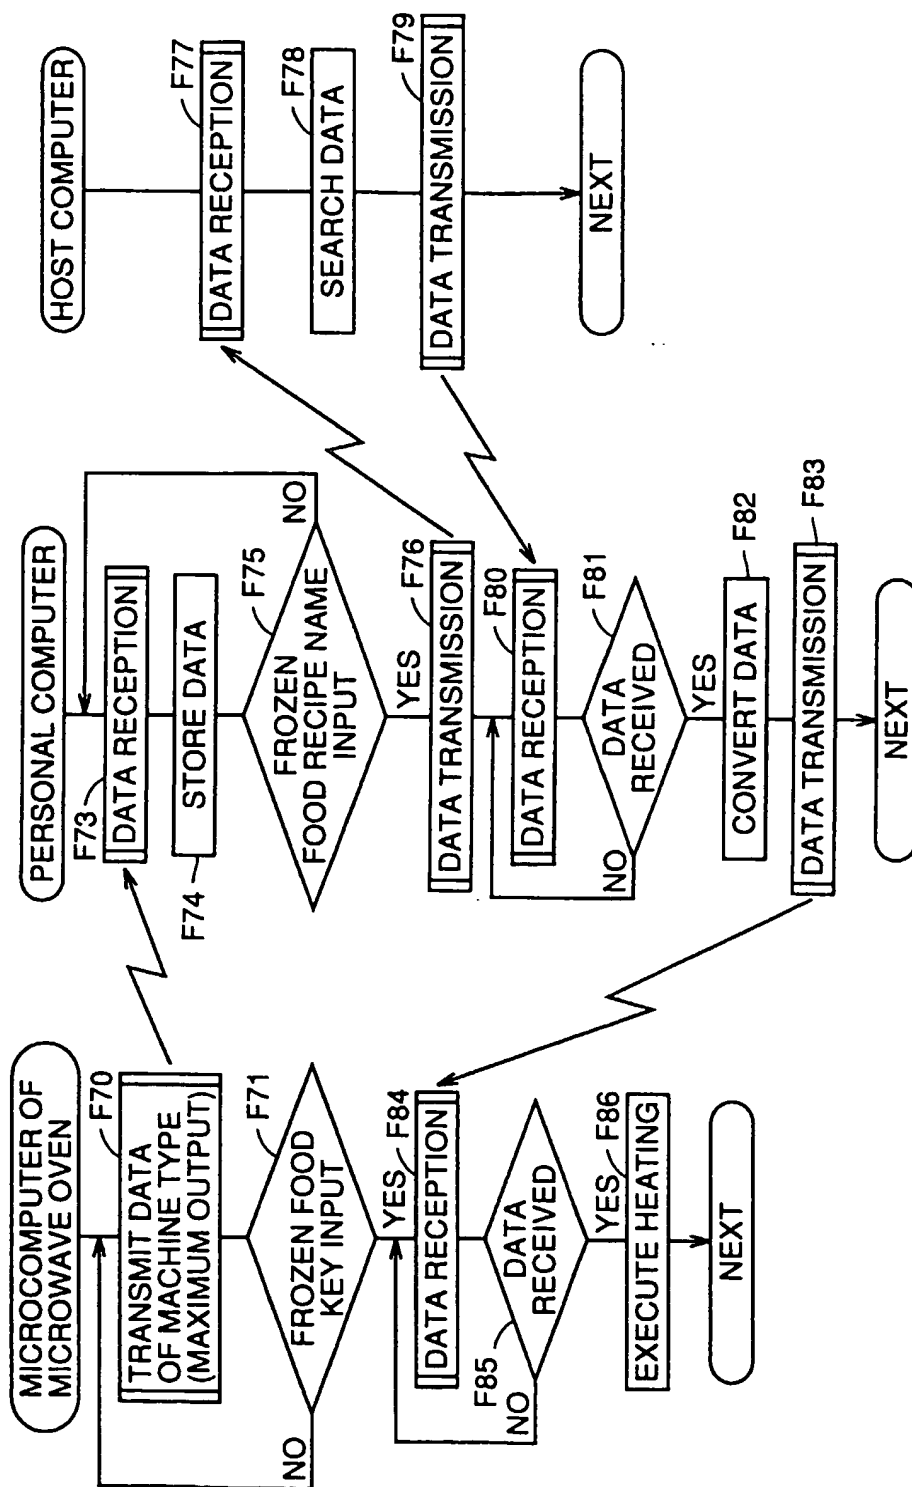 MICROCOMPUTER OF
MICROWAVE OVEN
F70
TRANSMIT DATA
OF MACHINE TYPE
(MAXIMUM OUTPUT)
F71
FROZEN FOOD
KEY INPUT
NO
YES
F84
DATA RECEPTION
F85
DATA
RECEIVED
NO
YES
F86
EXECUTE HEATING
NEXT
PERSONAL COMPUTER
F73
DATA RECEPTION
F74
STORE DATA
F75
FROZEN
FOOD RECIPE NAME
INPUT
NO
YES
F76
DATA TRANSMISSION
F80
DATA RECEPTION
F81
DATA
RECEIVED
NO
YES
F82
CONVERT DATA
F83
DATA TRANSMISSION
NEXT
HOST COMPUTER
F77
DATA RECEPTION
F78
SEARCH DATA
F79
DATA TRANSMISSION
NEXT